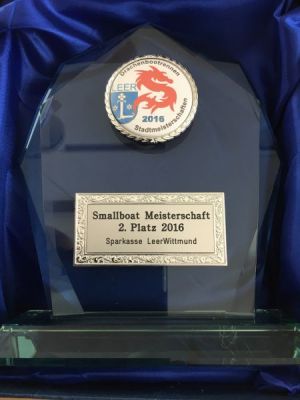 Drachenbootrennen
LEER
L
2016
Stadtmeisterschaften
Smallboat Meisterschaft
2. Platz 2016
Sparkasse LeerWittmund